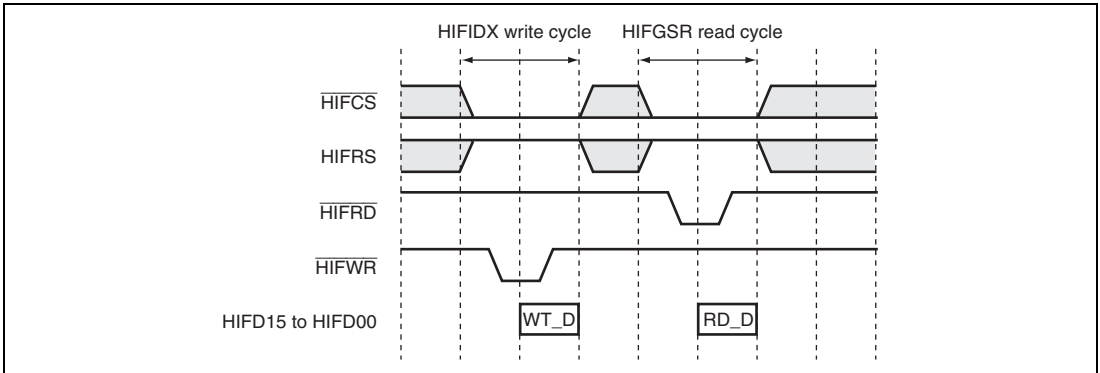 HIFIDX write cycle HIFGSR read cycle
HIFCS
HIFRS
HIFRD
HIFWR
HIFD15 to HIFD00 WT_D RD_D